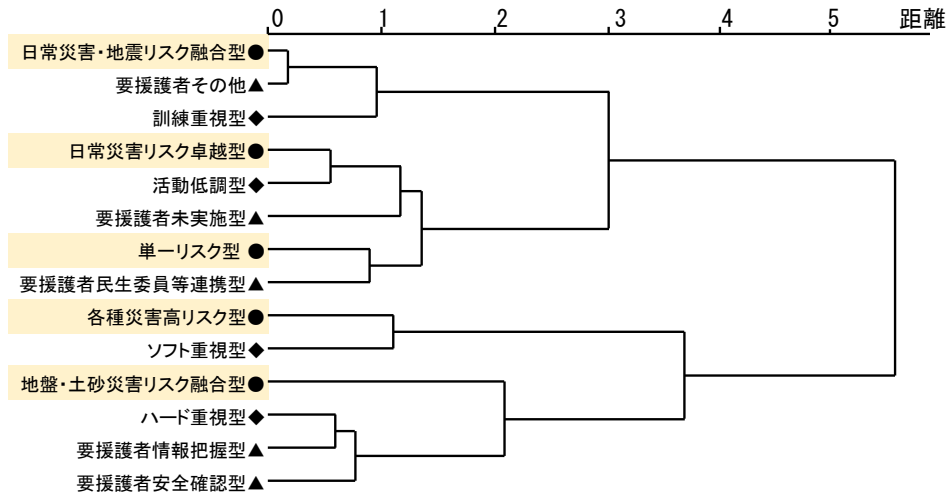 0 1 2 3 4 5 距離
日常災害・地震リスク融合型●
要援護者その他▲
訓練重視型◆
日常災害リスク卓越型●
活動低調型◆
要援護者未実施型▲
単一リスク型●
要援護者民生委員等連携型▲
各種災害高リスク型●
ソフト重視型◆
地盤・土砂災害リスク融合型●
ハード重視型◆
要援護者情報把握型▲
要援護者安全確認型▲